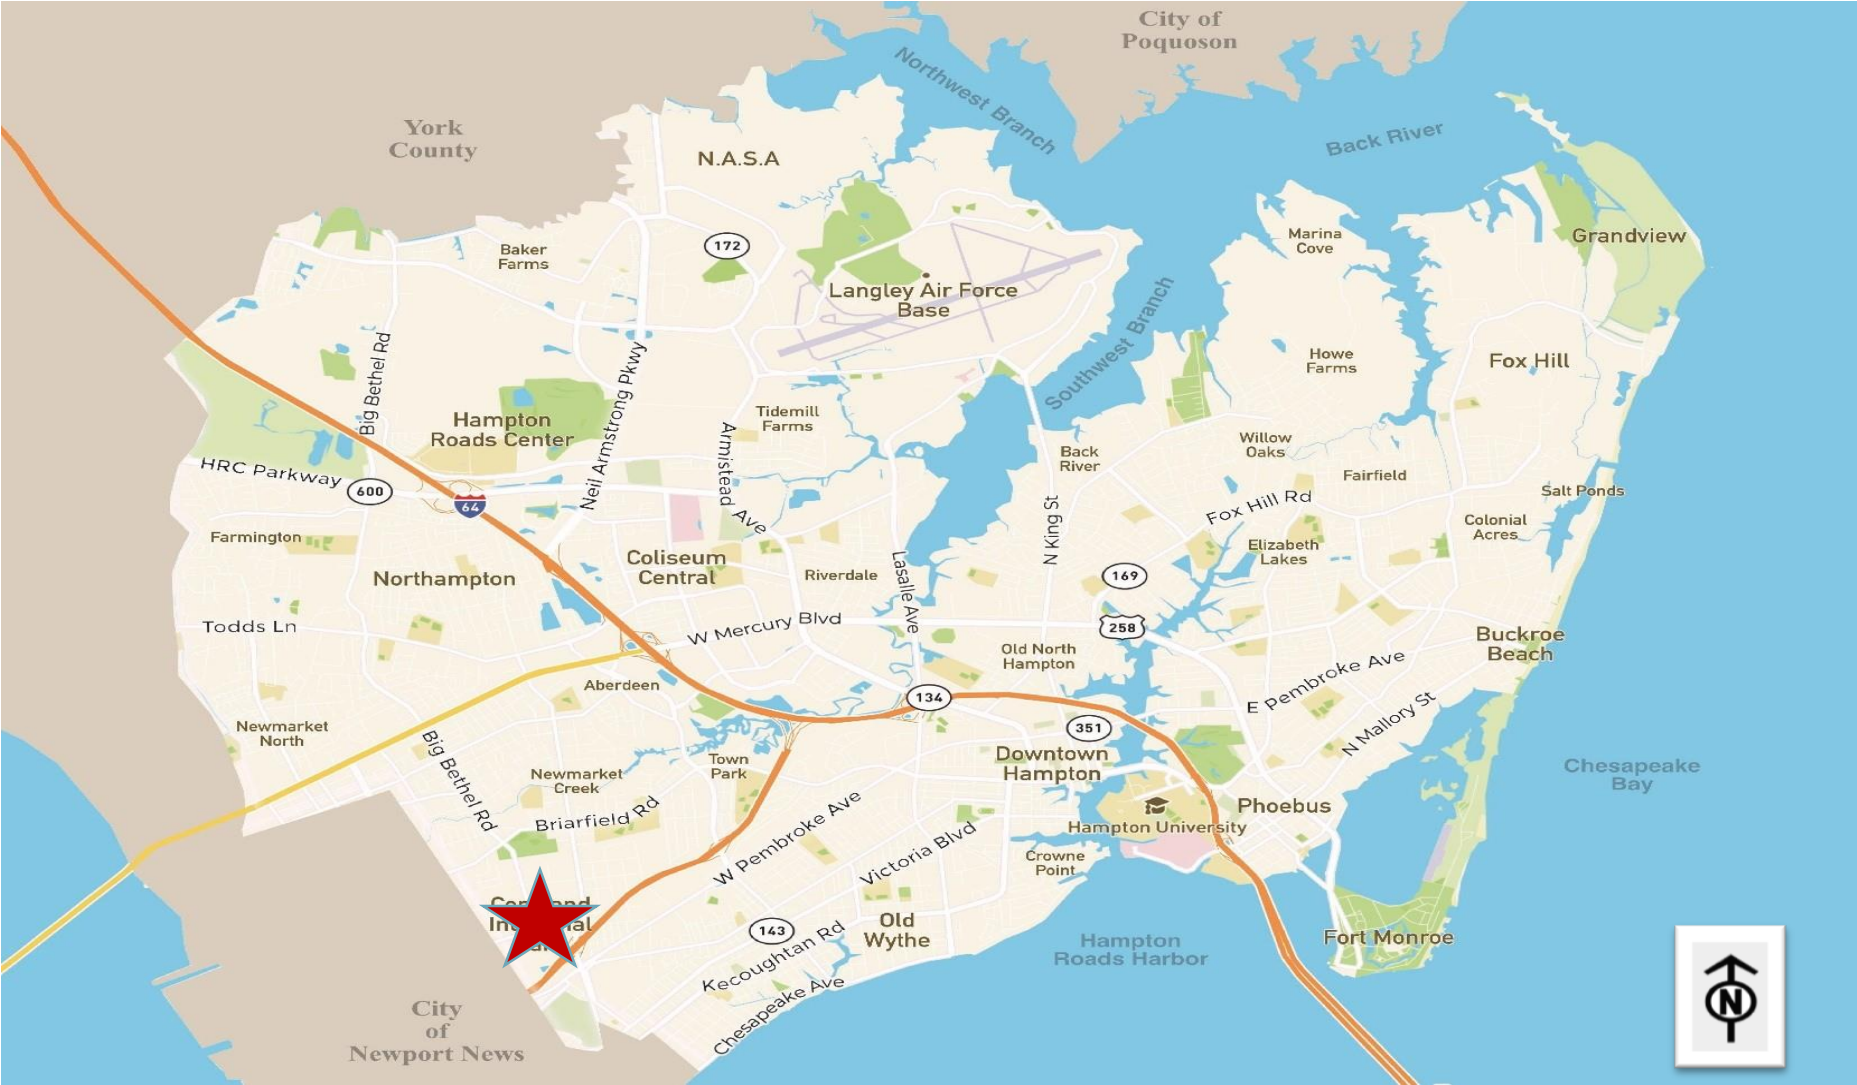 City of
Poquoson
Northwest Branch
York
County
Back River
N.A.S.A
Marina
Cove
Grandview
Baker
Farms
172
Langley Air Force
Base
Southwest Branch
Howe
Farms
Fox Hill
Big Bethel Rd
Neil Armstrong Pkwy
Hampton
Roads Center
Tidemill
Farms
Armistead Ave
Back
River
Willow
Oaks
Fairfield
HRC Parkway
600
64
Salt Ponds
Fox Hill Rd
N King St
Colonial
Acres
Farmington
Elizabeth
Lakes
Northampton
Coliseum
Central
Riverdale
Lasalle Ave
169
Todds Ln
W Mercury Blvd
258
Buckroe
Beach
Old North
Hampton
E Pembroke Ave
Aberdeen
134
N Mallory St
Newmarket
North
351
Big Bethel Rd
Town
Park
Downtown
Hampton
Newmarket
Creek
Chesapeake
Bay
Briarfield Rd
Phoebus
Hampton University
W Pembroke Ave
Victoria Blvd
Crowne
Point
143
Old
Wythe
Kecoughtan Rd
Fort Monroe
Hampton
Roads Harbor
Chesapeake Ave
City
of
Newport News
N